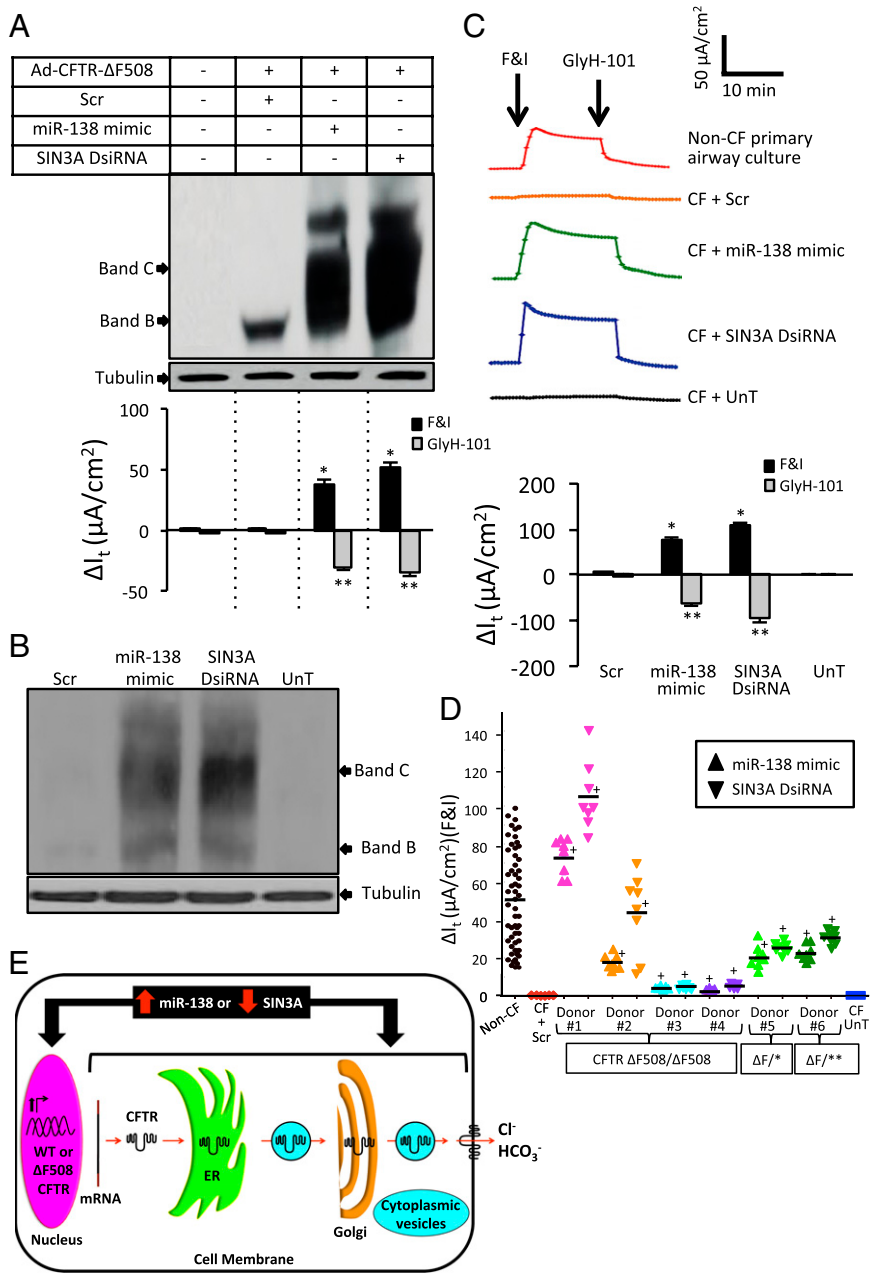 A
Ad-CFTR-ΔF508 - + + +
Scr - + - -
miR-138 mimic - - + -
SIN3A DsiRNA - - - +
Band C
Band B
Tubulin
100
50
0
-50
ΔIt (μA/cm²)
F&I
GlyH-101
*
*
**
**
B
Scr
miR-138 mimic
SIN3A DsiRNA
UnT
Band C
Band B
Tubulin
C
F&I
GlyH-101
50 μA/cm²
10 min
Non-CF primary
airway culture
CF + Scr
CF + miR-138 mimic
CF + SIN3A DsiRNA
CF + UnT
200
100
0
-100
-200
ΔIt (μA/cm²)
F&I
GlyH-101
*
*
**
**
Scr
miR-138
mimic
SIN3A
DsiRNA
UnT
D
140
120
100
80
60
40
20
0
ΔIt (μA/cm²)(F&I)
miR-138 mimic
SIN3A DsiRNA
+ + + + + + + + + + + +
Non-CF
CF
+
Scr
Donor
#1
Donor
#2
Donor
#3
Donor
#4
Donor
#5
Donor
#6
CF
UnT
CFTR ΔF508/ΔF508
ΔF/*
ΔF/**
E
miR-138 or SIN3A
WT or
ΔF508
CFTR
Nucleus
mRNA
CFTR
ER
Golgi
Cytoplasmic
vesicles
Cl⁻
HCO₃⁻
Cell Membrane